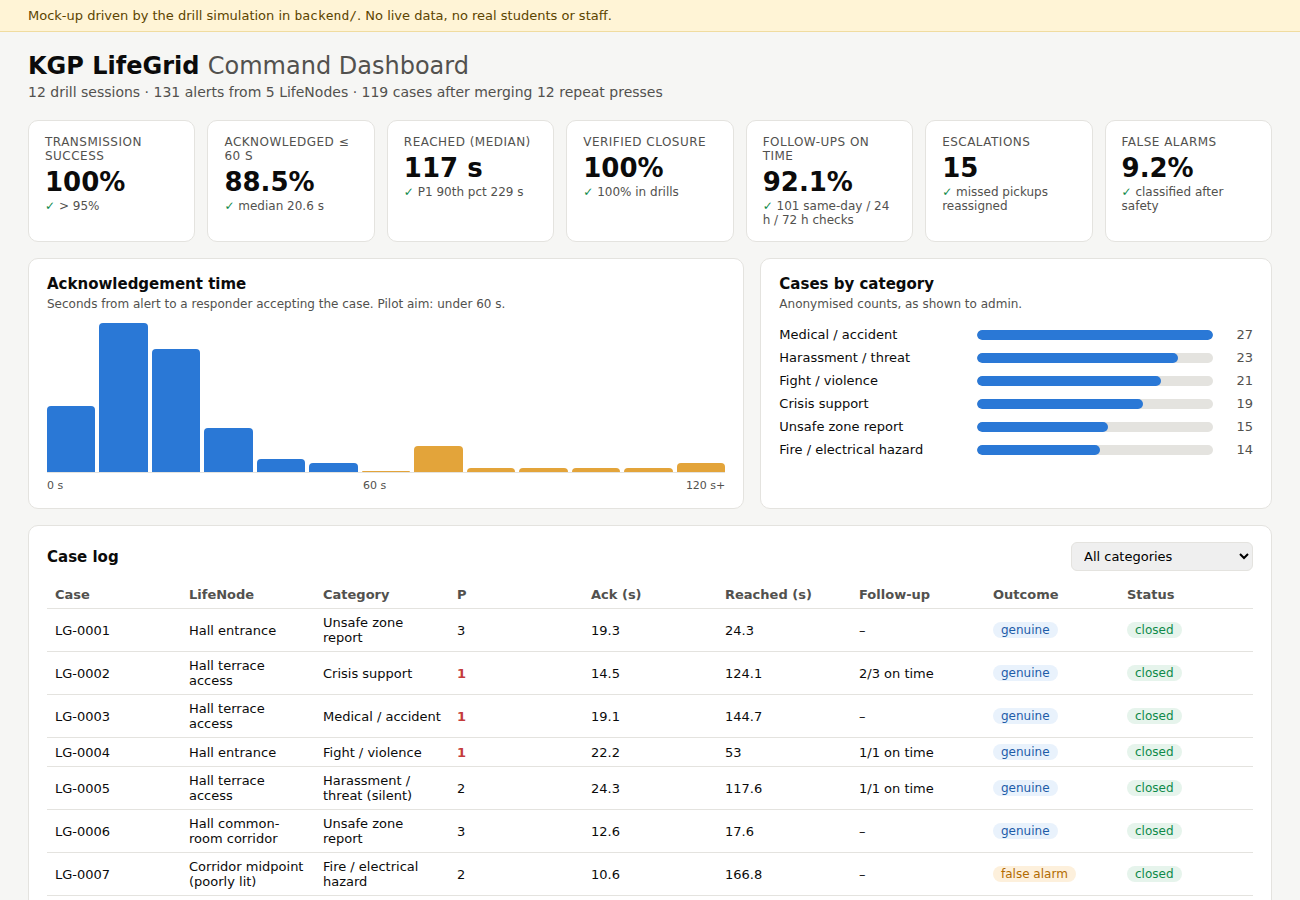 Mock-up driven by the drill simulation in backend/. No live data, no real students or staff.
KGP LifeGrid Command Dashboard
12 drill sessions · 131 alerts from 5 LifeNodes · 119 cases after merging 12 repeat presses
TRANSMISSION
SUCCESS
100%
✓ > 95%
ACKNOWLEDGED ≤
60 S
88.5%
✓ median 20.6 s
REACHED (MEDIAN)
117 s
✓ P1 90th pct 229 s
VERIFIED CLOSURE
100%
✓ 100% in drills
FOLLOW-UPS ON
TIME
92.1%
✓ 101 same-day / 24
h / 72 h checks
ESCALATIONS
15
✓ missed pickups
reassigned
FALSE ALARMS
9.2%
✓ classified after
safety
Acknowledgement time
Seconds from alert to a responder accepting the case. Pilot aim: under 60 s.
0 s 60 s 120 s+
Cases by category
Anonymised counts, as shown to admin.
Medical / accident 27
Harassment / threat 23
Fight / violence 21
Crisis support 19
Unsafe zone report 15
Fire / electrical hazard 14
Case log
All categories
Case LifeNode Category P Ack (s) Reached (s) Follow-up Outcome Status
LG-0001 Hall entrance Unsafe zone report 3 19.3 24.3 – genuine closed
LG-0002 Hall terrace access Crisis support 1 14.5 124.1 2/3 on time genuine closed
LG-0003 Hall terrace access Medical / accident 1 19.1 144.7 – genuine closed
LG-0004 Hall entrance Fight / violence 1 22.2 53 1/1 on time genuine closed
LG-0005 Hall terrace access Harassment / threat (silent) 2 24.3 117.6 1/1 on time genuine closed
LG-0006 Hall common-room corridor Unsafe zone report 3 12.6 17.6 – genuine closed
LG-0007 Corridor midpoint (poorly lit) Fire / electrical hazard 2 10.6 166.8 – false alarm closed